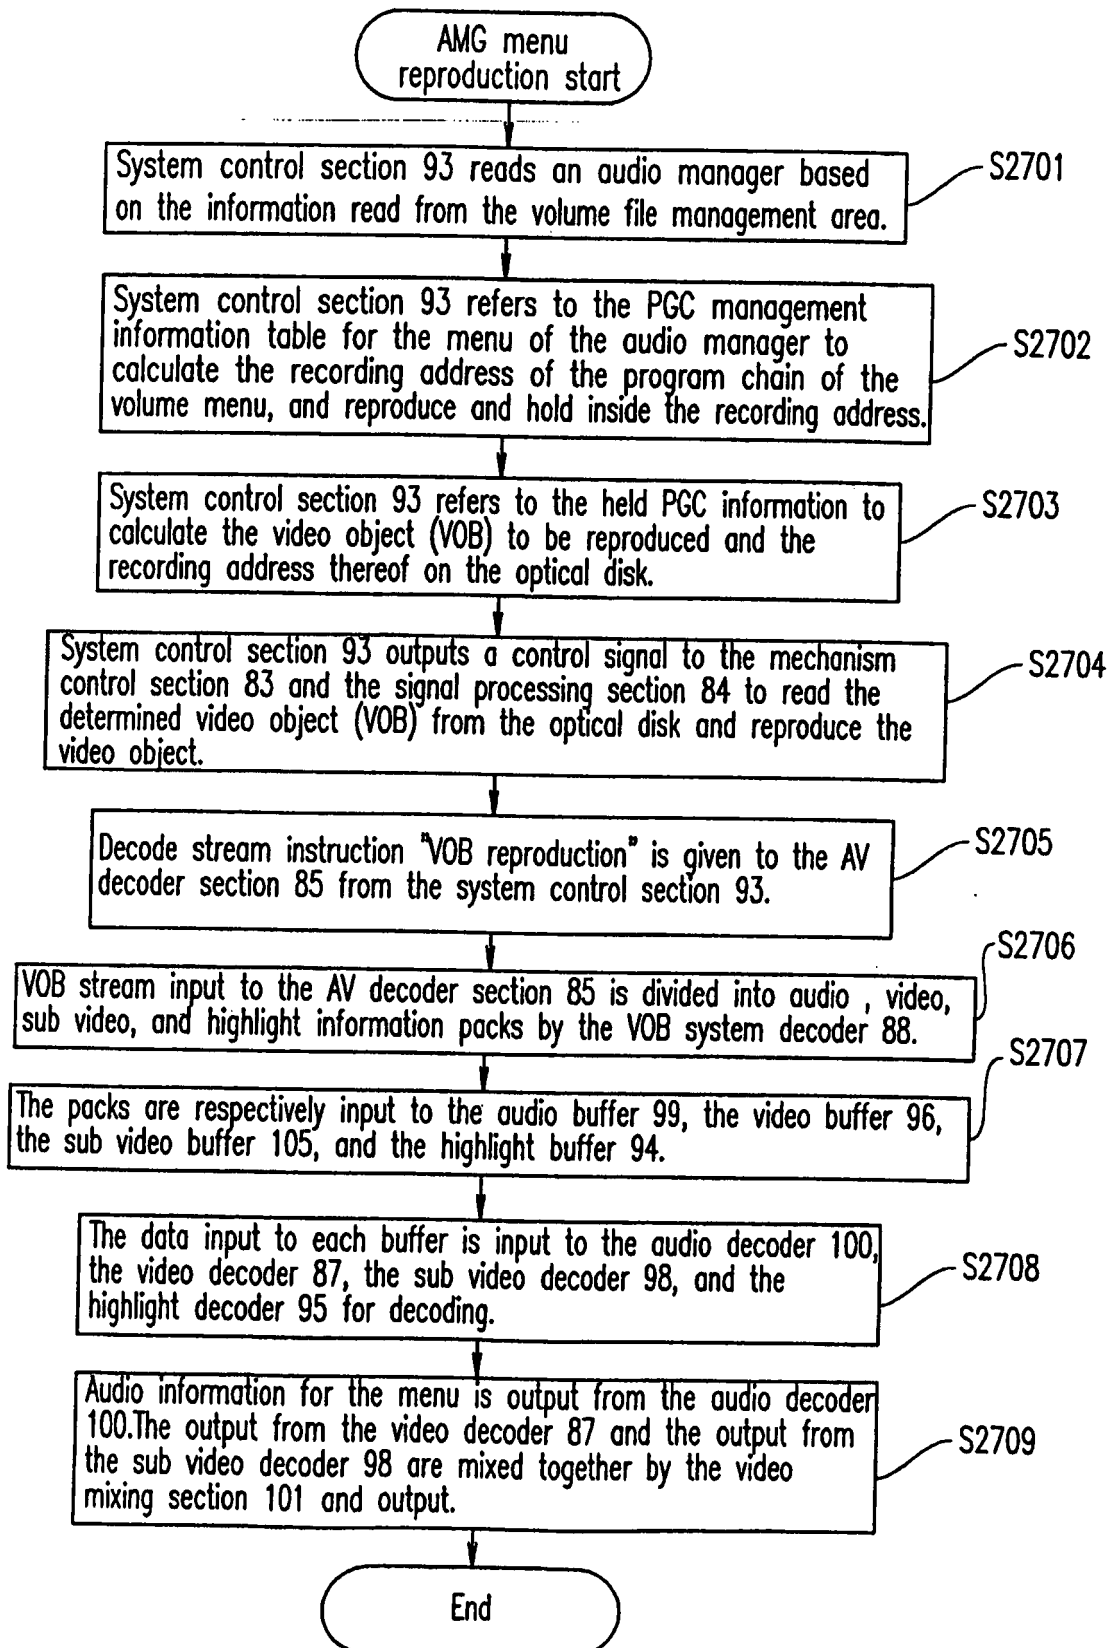 AMG menu
reproduction start
System control section 93 reads an audio manager based
on the information read from the volume file management area.
S2701
System control section 93 refers to the PGC management
information table for the menu of the audio manager to
calculate the recording address of the program chain of the
volume menu, and reproduce and hold inside the recording address.
S2702
System control section 93 refers to the held PGC information to
calculate the video object (VOB) to be reproduced and the
recording address thereof on the optical disk.
S2703
System control section 93 outputs a control signal to the mechanism
control section 83 and the signal processing section 84 to read the
determined video object (VOB) from the optical disk and reproduce the
video object.
S2704
Decode stream instruction "VOB reproduction" is given to the AV
decoder section 85 from the system control section 93.
S2705
VOB stream input to the AV decoder section 85 is divided into audio , video,
sub video, and highlight information packs by the VOB system decoder 88.
S2706
The packs are respectively input to the audio buffer 99, the video buffer 96,
the sub video buffer 105, and the highlight buffer 94.
S2707
The data input to each buffer is input to the audio decoder 100,
the video decoder 87, the sub video decoder 98, and the
highlight decoder 95 for decoding.
S2708
Audio information for the menu is output from the audio decoder
100.The output from the video decoder 87 and the output from
the sub video decoder 98 are mixed together by the video
mixing section 101 and output.
S2709
End